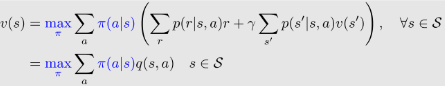 v(s) = max_π ∑_a π(a|s) ( ∑_r p(r|s, a)r + γ ∑_{s′} p(s′|s, a)v(s′) ) , ∀s ∈ 𝒮
= max_π ∑_a π(a|s)q(s, a) s ∈ 𝒮